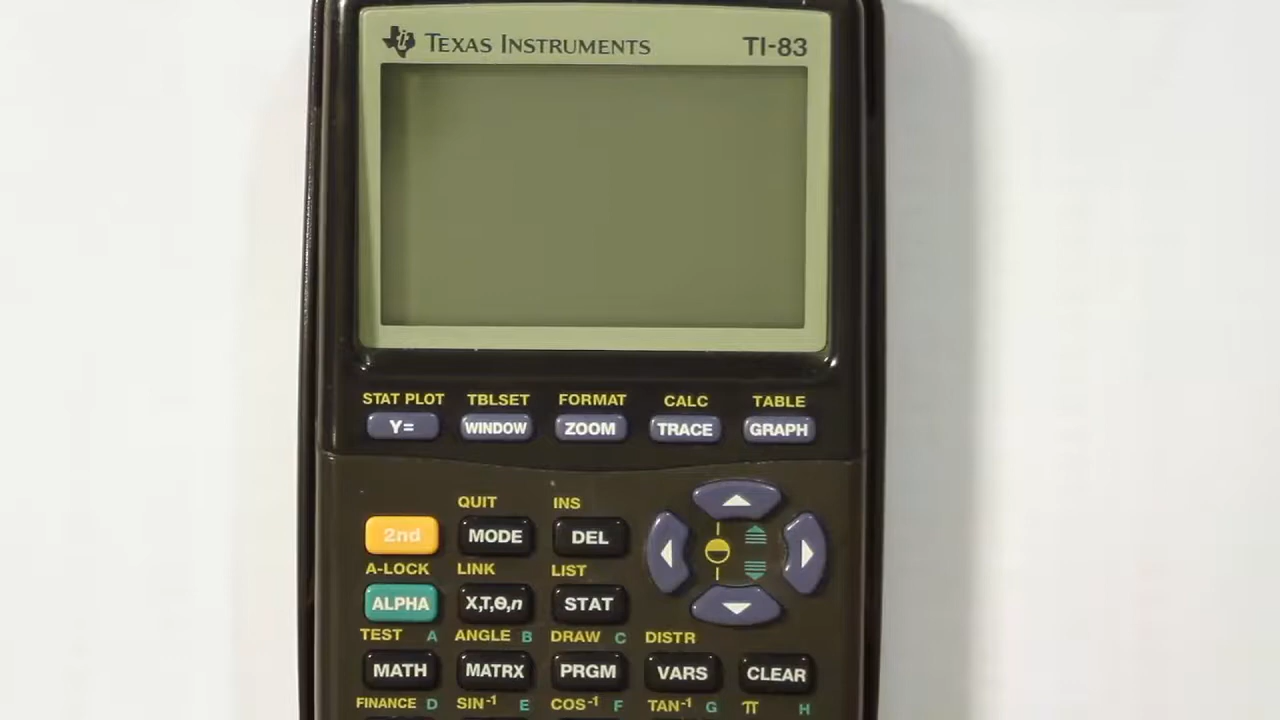 TEXAS INSTRUMENTS TI-83
STAT PLOT TBLSET FORMAT CALC TABLE
Y= WINDOW ZOOM TRACE GRAPH
QUIT INS
2nd MODE DEL
A-LOCK LINK LIST
ALPHA X,T,Θ,n STAT
TEST A ANGLE B DRAW C DISTR
MATH MATRX PRGM VARS CLEAR
FINANCE D SIN⁻¹ E COS⁻¹ F TAN⁻¹ G π H